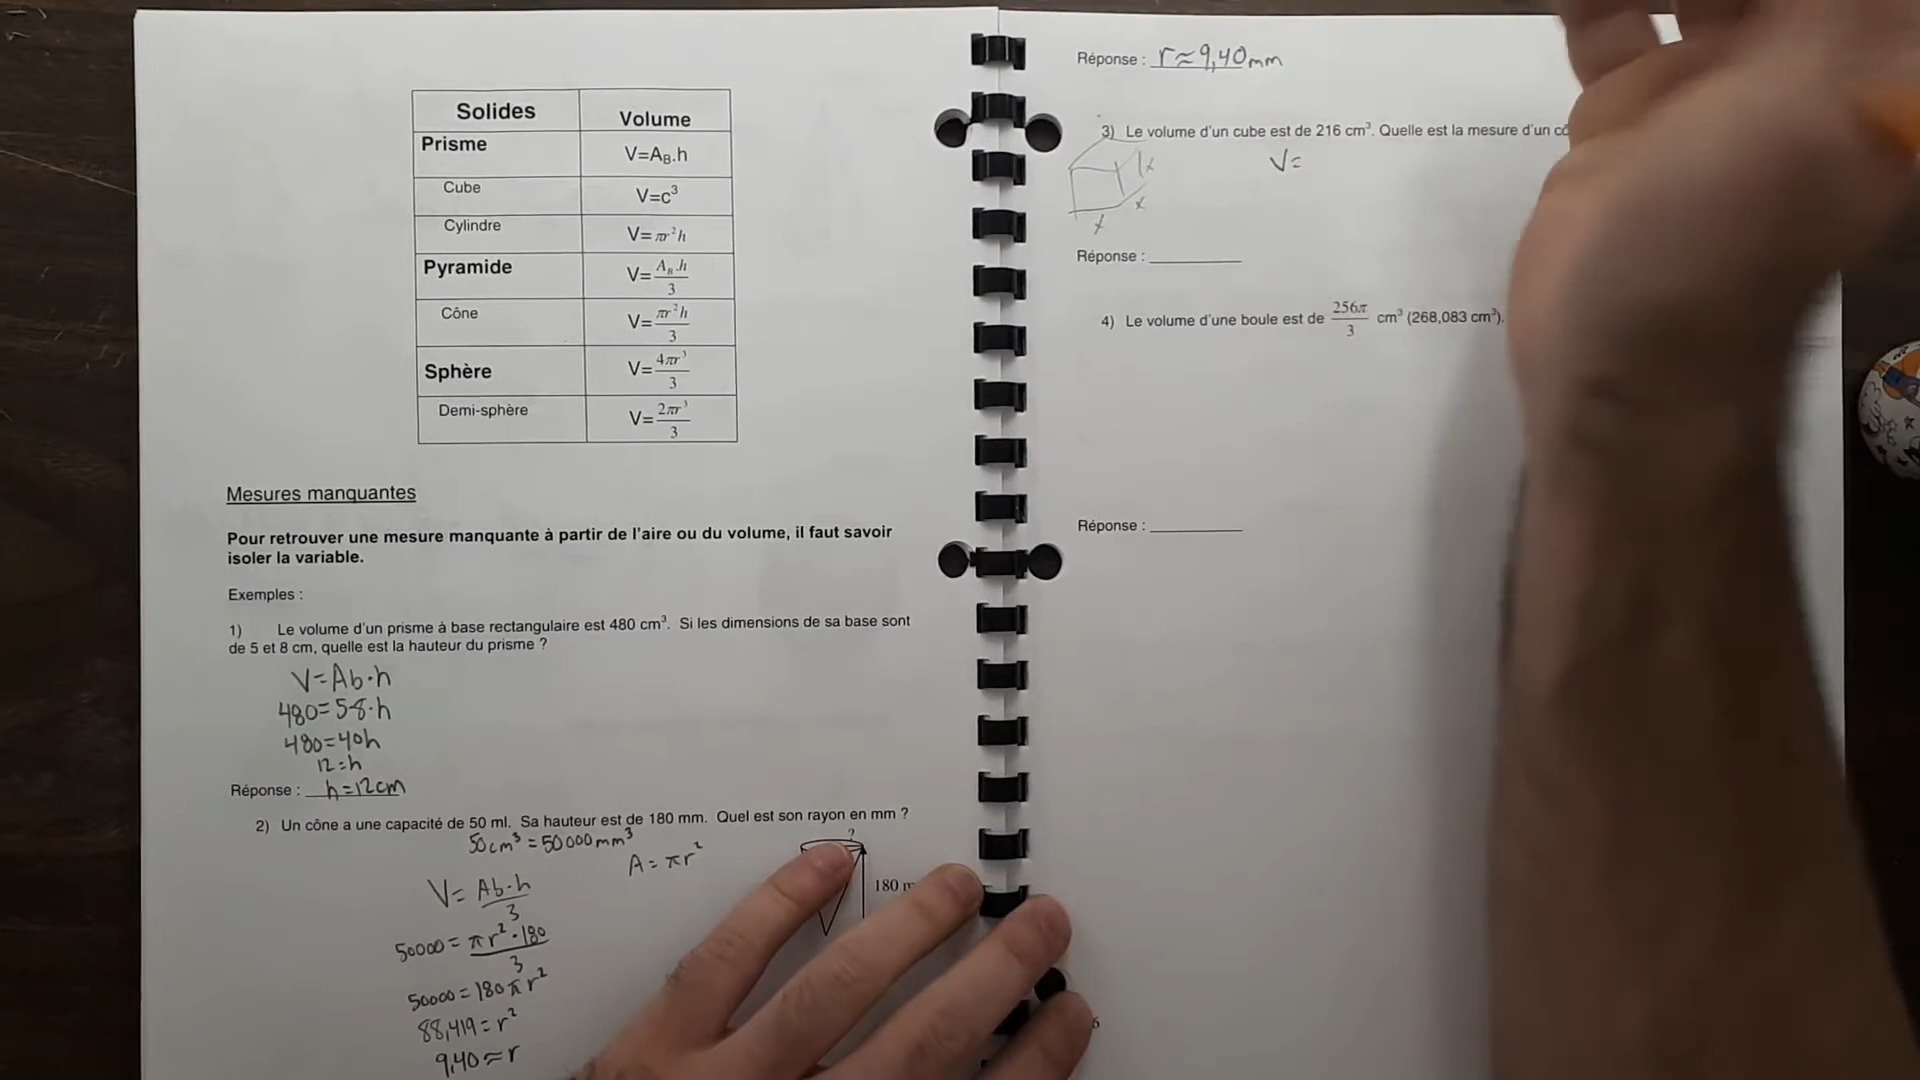 Solides Volume
Prisme V=A_B.h
Cube V=c³
Cylindre V=πr²h
Pyramide V=A_B.h/3
Cône V=πr²h/3
Sphère V=4πr³/3
Demi-sphère V=2πr³/3
Mesures manquantes
Pour retrouver une mesure manquante à partir de l'aire ou du volume, il faut savoir
isoler la variable.
Exemples :
1) Le volume d'un prisme à base rectangulaire est 480 cm³. Si les dimensions de sa base sont
de 5 et 8 cm, quelle est la hauteur du prisme ?
V=Ab·h
480=5·8·h
480=40h
12=h
Réponse : h=12cm
2) Un cône a une capacité de 50 ml. Sa hauteur est de 180 mm. Quel est son rayon en mm ?
50cm³=50000mm³
A=πr²
?
180
V=Ab·h/3
50000=πr²·180/3
50000=180πr²
88,419=r²
9,40≈r
Réponse : r≈9,40mm
3) Le volume d'un cube est de 216 cm³. Quelle est la mesure d'un
V=
x
x
x
Réponse :
4) Le volume d'une boule est de 256π/3 cm³ (268,083 cm³).
Réponse :
6